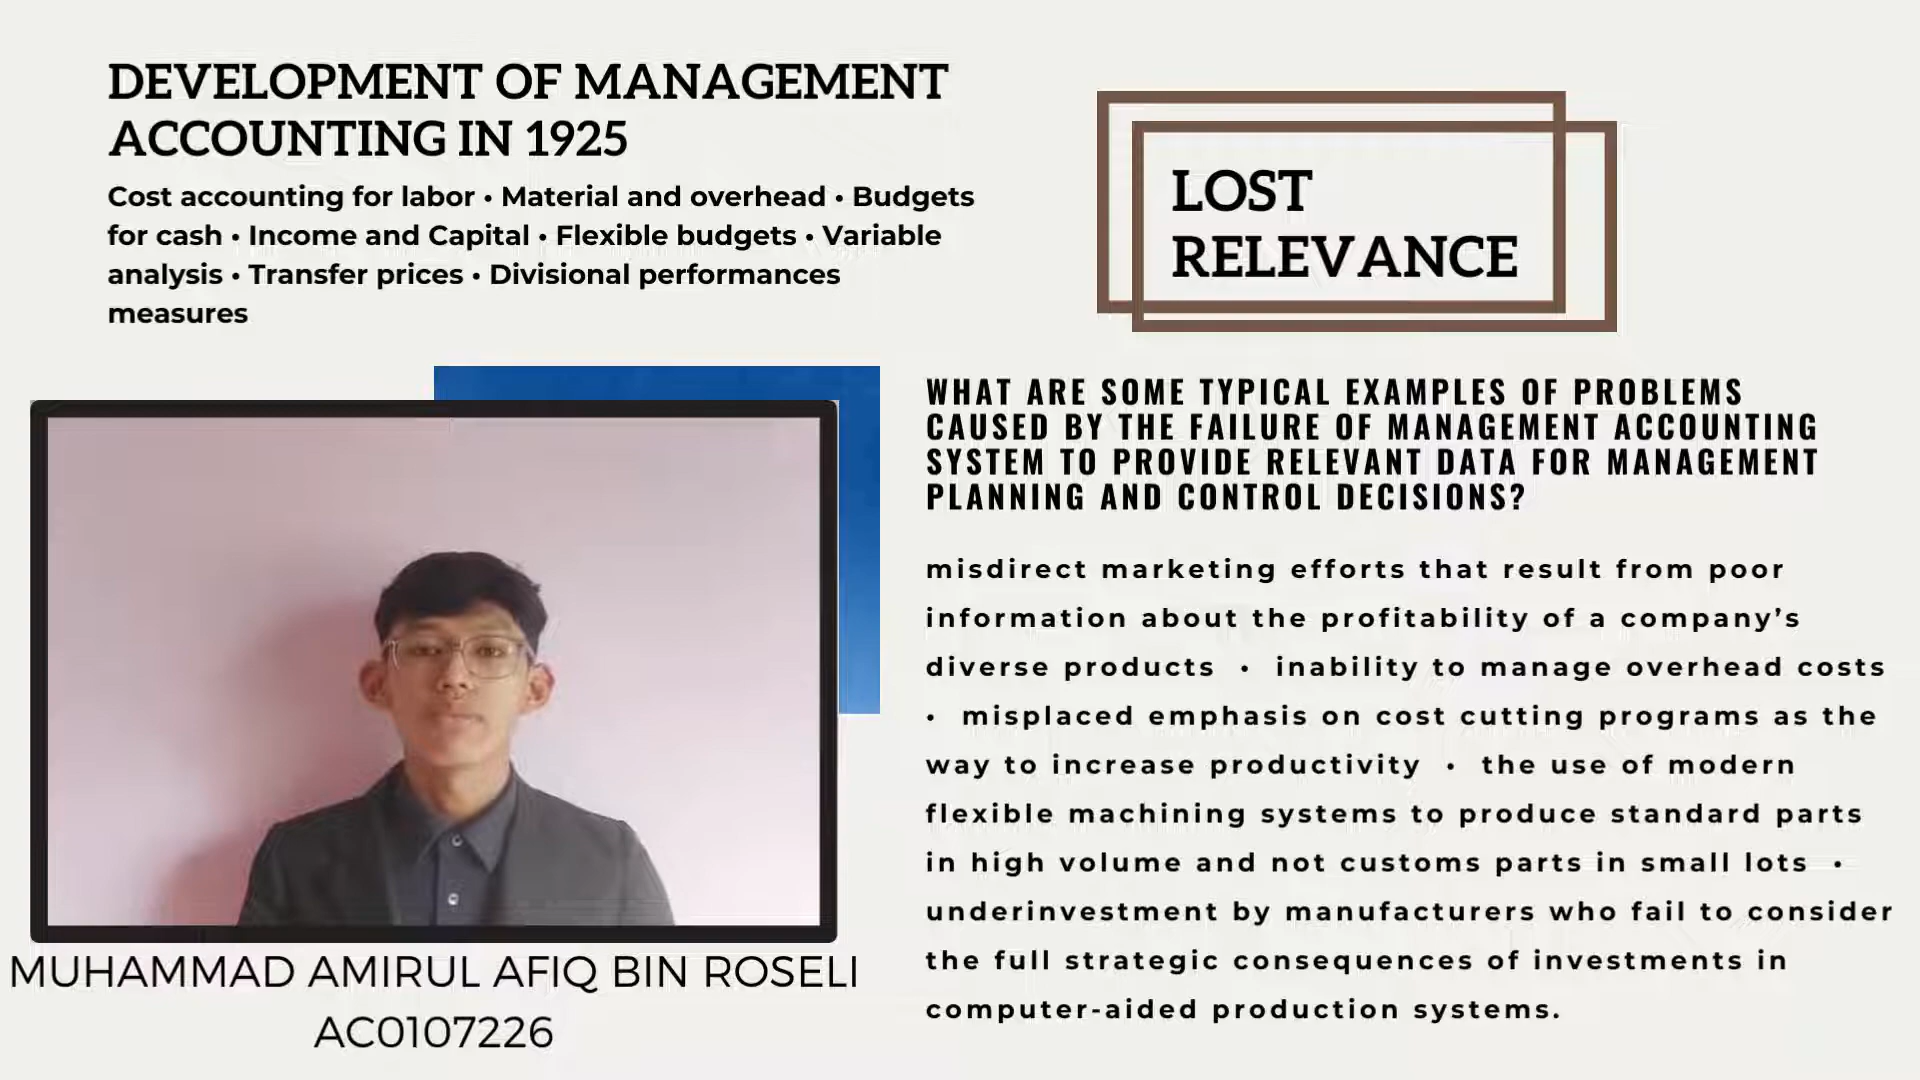 DEVELOPMENT OF MANAGEMENT
ACCOUNTING IN 1925
Cost accounting for labor • Material and overhead • Budgets
for cash • Income and Capital • Flexible budgets • Variable
analysis • Transfer prices • Divisional performances
measures
LOST
RELEVANCE
WHAT ARE SOME TYPICAL EXAMPLES OF PROBLEMS
CAUSED BY THE FAILURE OF MANAGEMENT ACCOUNTING
SYSTEM TO PROVIDE RELEVANT DATA FOR MANAGEMENT
PLANNING AND CONTROL DECISIONS?
misdirect marketing efforts that result from poor
information about the profitability of a company’s
diverse products • inability to manage overhead costs
• misplaced emphasis on cost cutting programs as the
way to increase productivity • the use of modern
flexible machining systems to produce standard parts
in high volume and not customs parts in small lots •
underinvestment by manufacturers who fail to consider
the full strategic consequences of investments in
computer-aided production systems.
MUHAMMAD AMIRUL AFIQ BIN ROSELI
AC0107226